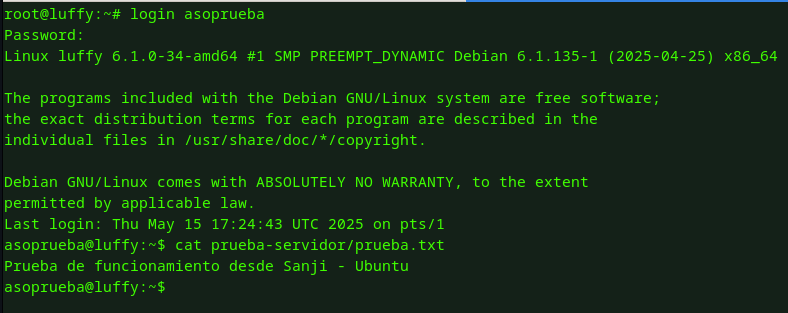 root@luffy:~# login asoprueba
Password:
Linux luffy 6.1.0-34-amd64 #1 SMP PREEMPT_DYNAMIC Debian 6.1.135-1 (2025-04-25) x86_64
The programs included with the Debian GNU/Linux system are free software;
the exact distribution terms for each program are described in the
individual files in /usr/share/doc/*/copyright.
Debian GNU/Linux comes with ABSOLUTELY NO WARRANTY, to the extent
permitted by applicable law.
Last login: Thu May 15 17:24:43 UTC 2025 on pts/1
asoprueba@luffy:~$ cat prueba-servidor/prueba.txt
Prueba de funcionamiento desde Sanji - Ubuntu
asoprueba@luffy:~$